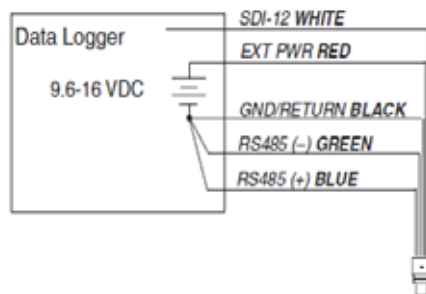 SDI-12 WHITE
Data Logger
EXT PWR RED
9.6-16 VDC
GND/RETURN BLACK
RS485 (–) GREEN
RS485 (+) BLUE